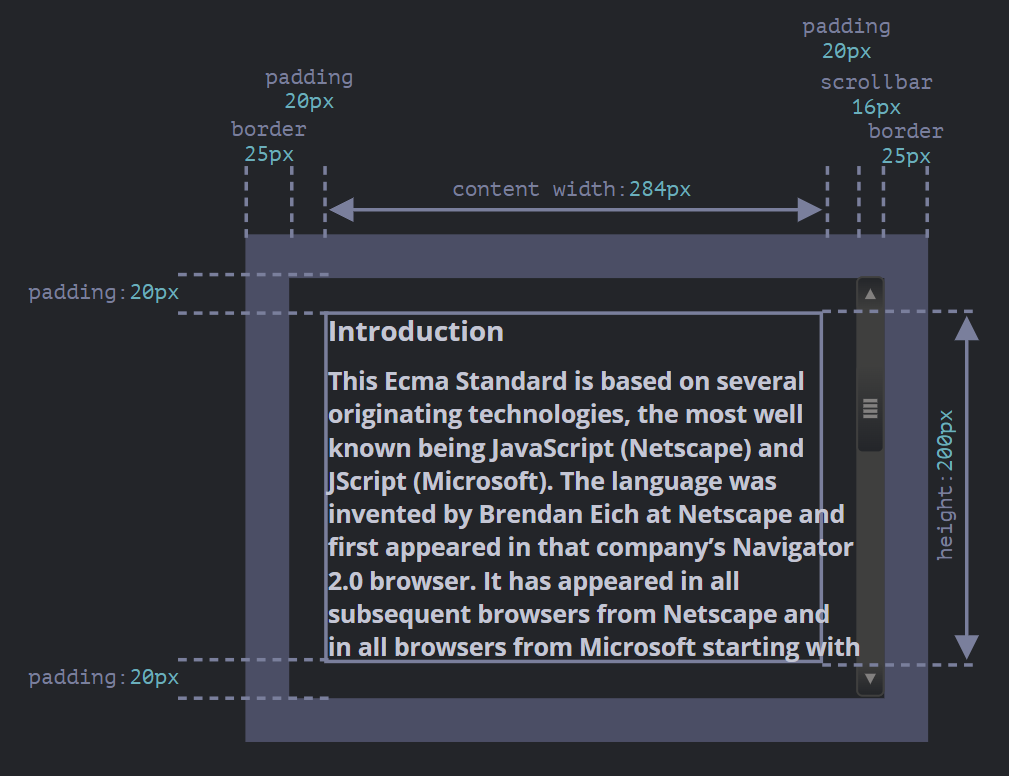 padding
20px
scrollbar
16px
border
25px
padding
20px
border
25px
content width:284px
padding:20px
Introduction
This Ecma Standard is based on several
originating technologies, the most well
known being JavaScript (Netscape) and
JScript (Microsoft). The language was
invented by Brendan Eich at Netscape and
first appeared in that company’s Navigator
2.0 browser. It has appeared in all
subsequent browsers from Netscape and
in all browsers from Microsoft starting with
height:200px
padding:20px